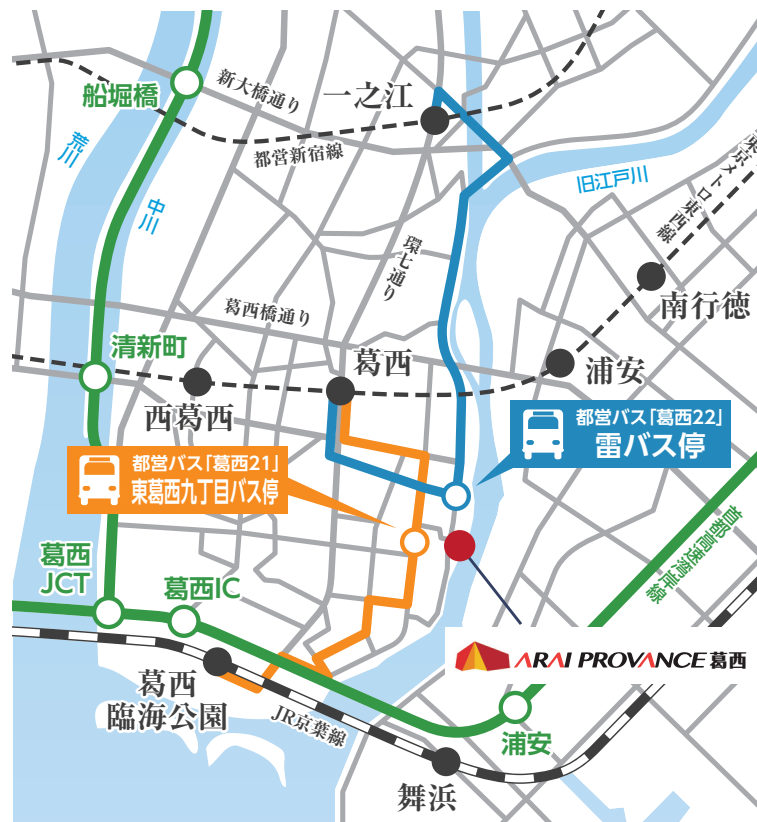 船堀橋
新大橋通り
一之江
荒川
都営新宿線
中川
旧江戸川
東京メトロ東西線
環七通り
南行徳
葛西橋通り
清新町
葛西
浦安
西葛西
都営バス「葛西22」
雷バス停
都営バス「葛西21」
東葛西九丁目バス停
首都高速湾岸線
葛西
JCT
葛西IC
ARAI PROVANCE 葛西
葛西
臨海公園
JR京葉線
浦安
舞浜